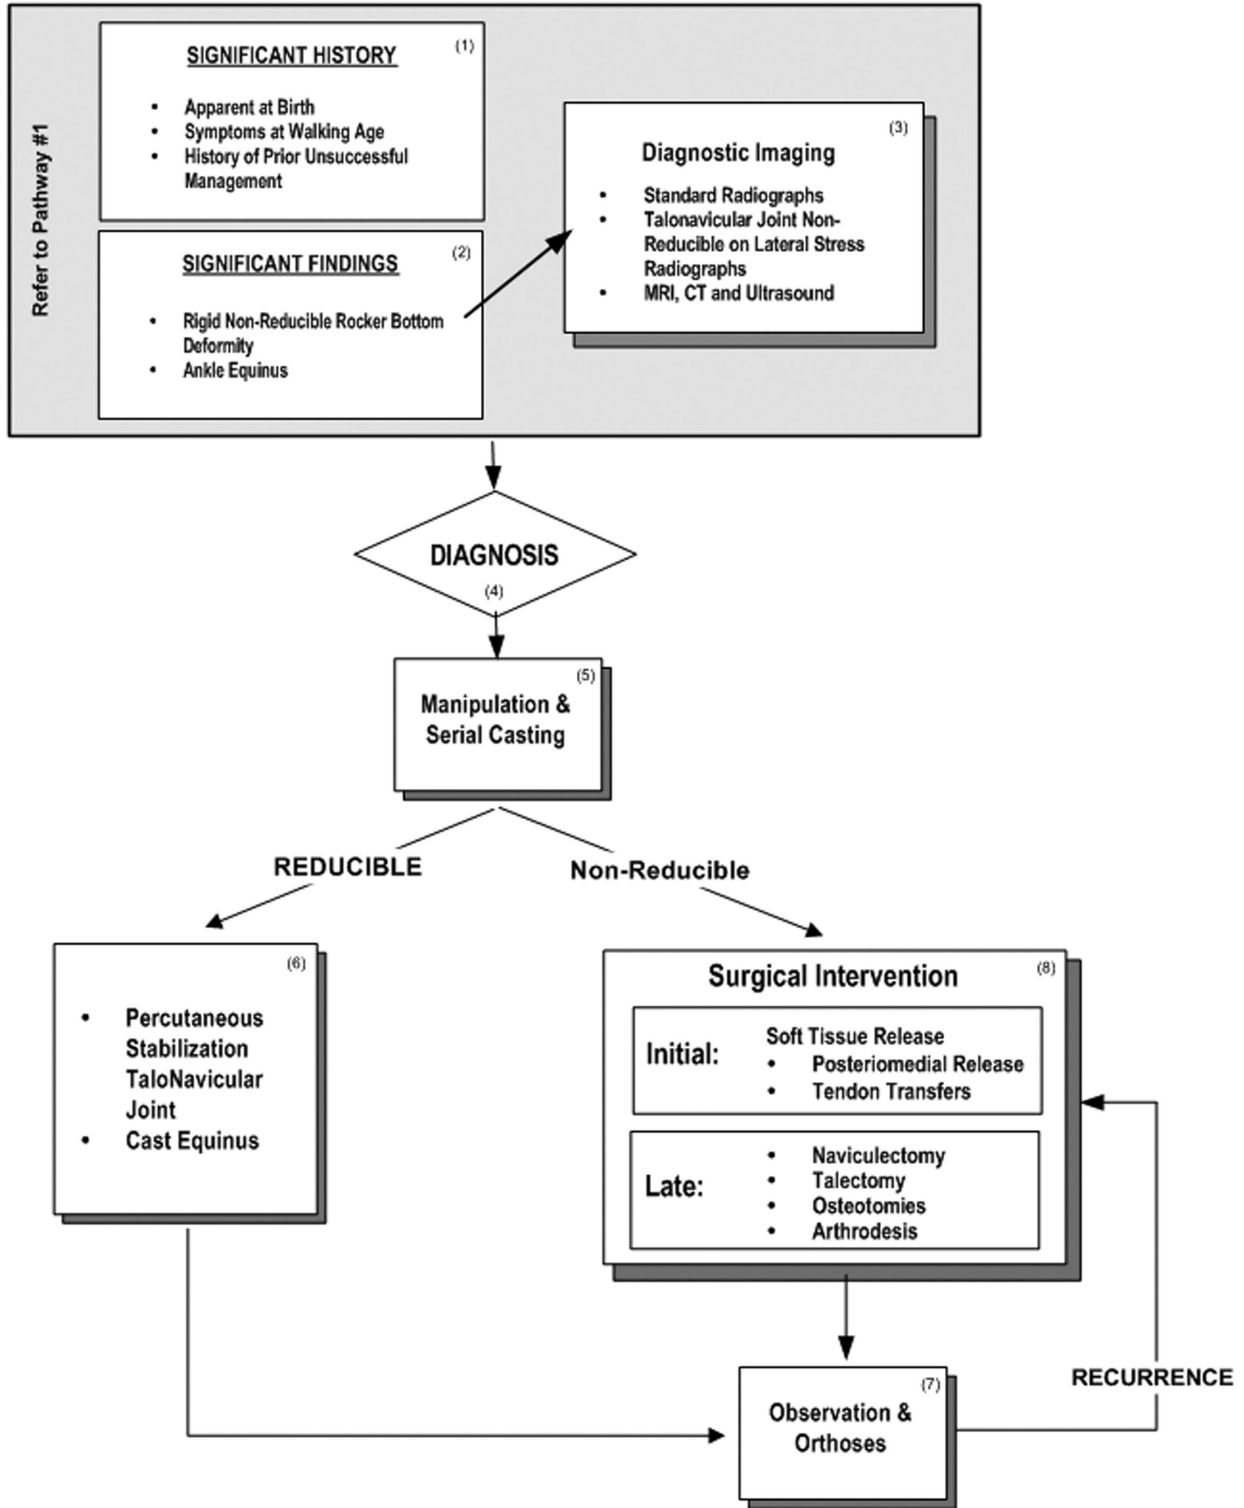 Refer to Pathway #1
(1)
SIGNIFICANT HISTORY
• Apparent at Birth
• Symptoms at Walking Age
• History of Prior Unsuccessful
Management
(2)
SIGNIFICANT FINDINGS
• Rigid Non-Reducible Rocker Bottom
Deformity
• Ankle Equinus
(3)
Diagnostic Imaging
• Standard Radiographs
• Talonavicular Joint Non-
Reducible on Lateral Stress
Radiographs
• MRI, CT and Ultrasound
DIAGNOSIS
(4)
(5)
Manipulation &
Serial Casting
REDUCIBLE
Non-Reducible
(6)
• Percutaneous
Stabilization
TaloNavicular
Joint
• Cast Equinus
(8)
Surgical Intervention
Initial:
Soft Tissue Release
• Posteriomedial Release
• Tendon Transfers
Late:
• Naviculectomy
• Talectomy
• Osteotomies
• Arthrodesis
RECURRENCE
(7)
Observation &
Orthoses